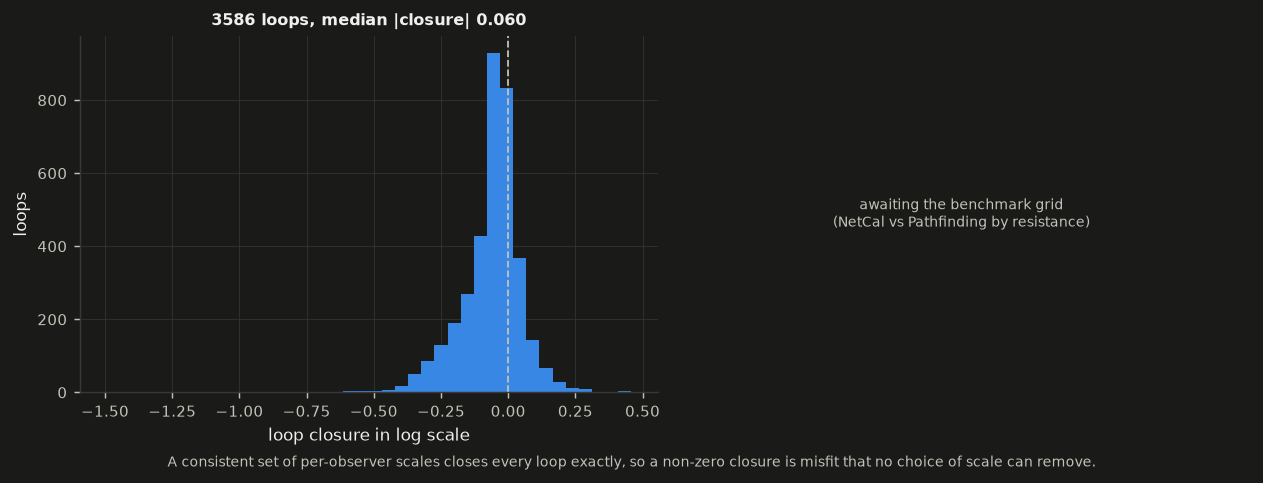 3586 loops, median |closure| 0.060
800
600
400
200
0
loops
−1.50 −1.25 −1.00 −0.75 −0.50 −0.25 0.00 0.25 0.50
loop closure in log scale
awaiting the benchmark grid
(NetCal vs Pathfinding by resistance)
A consistent set of per-observer scales closes every loop exactly, so a non-zero closure is misfit that no choice of scale can remove.